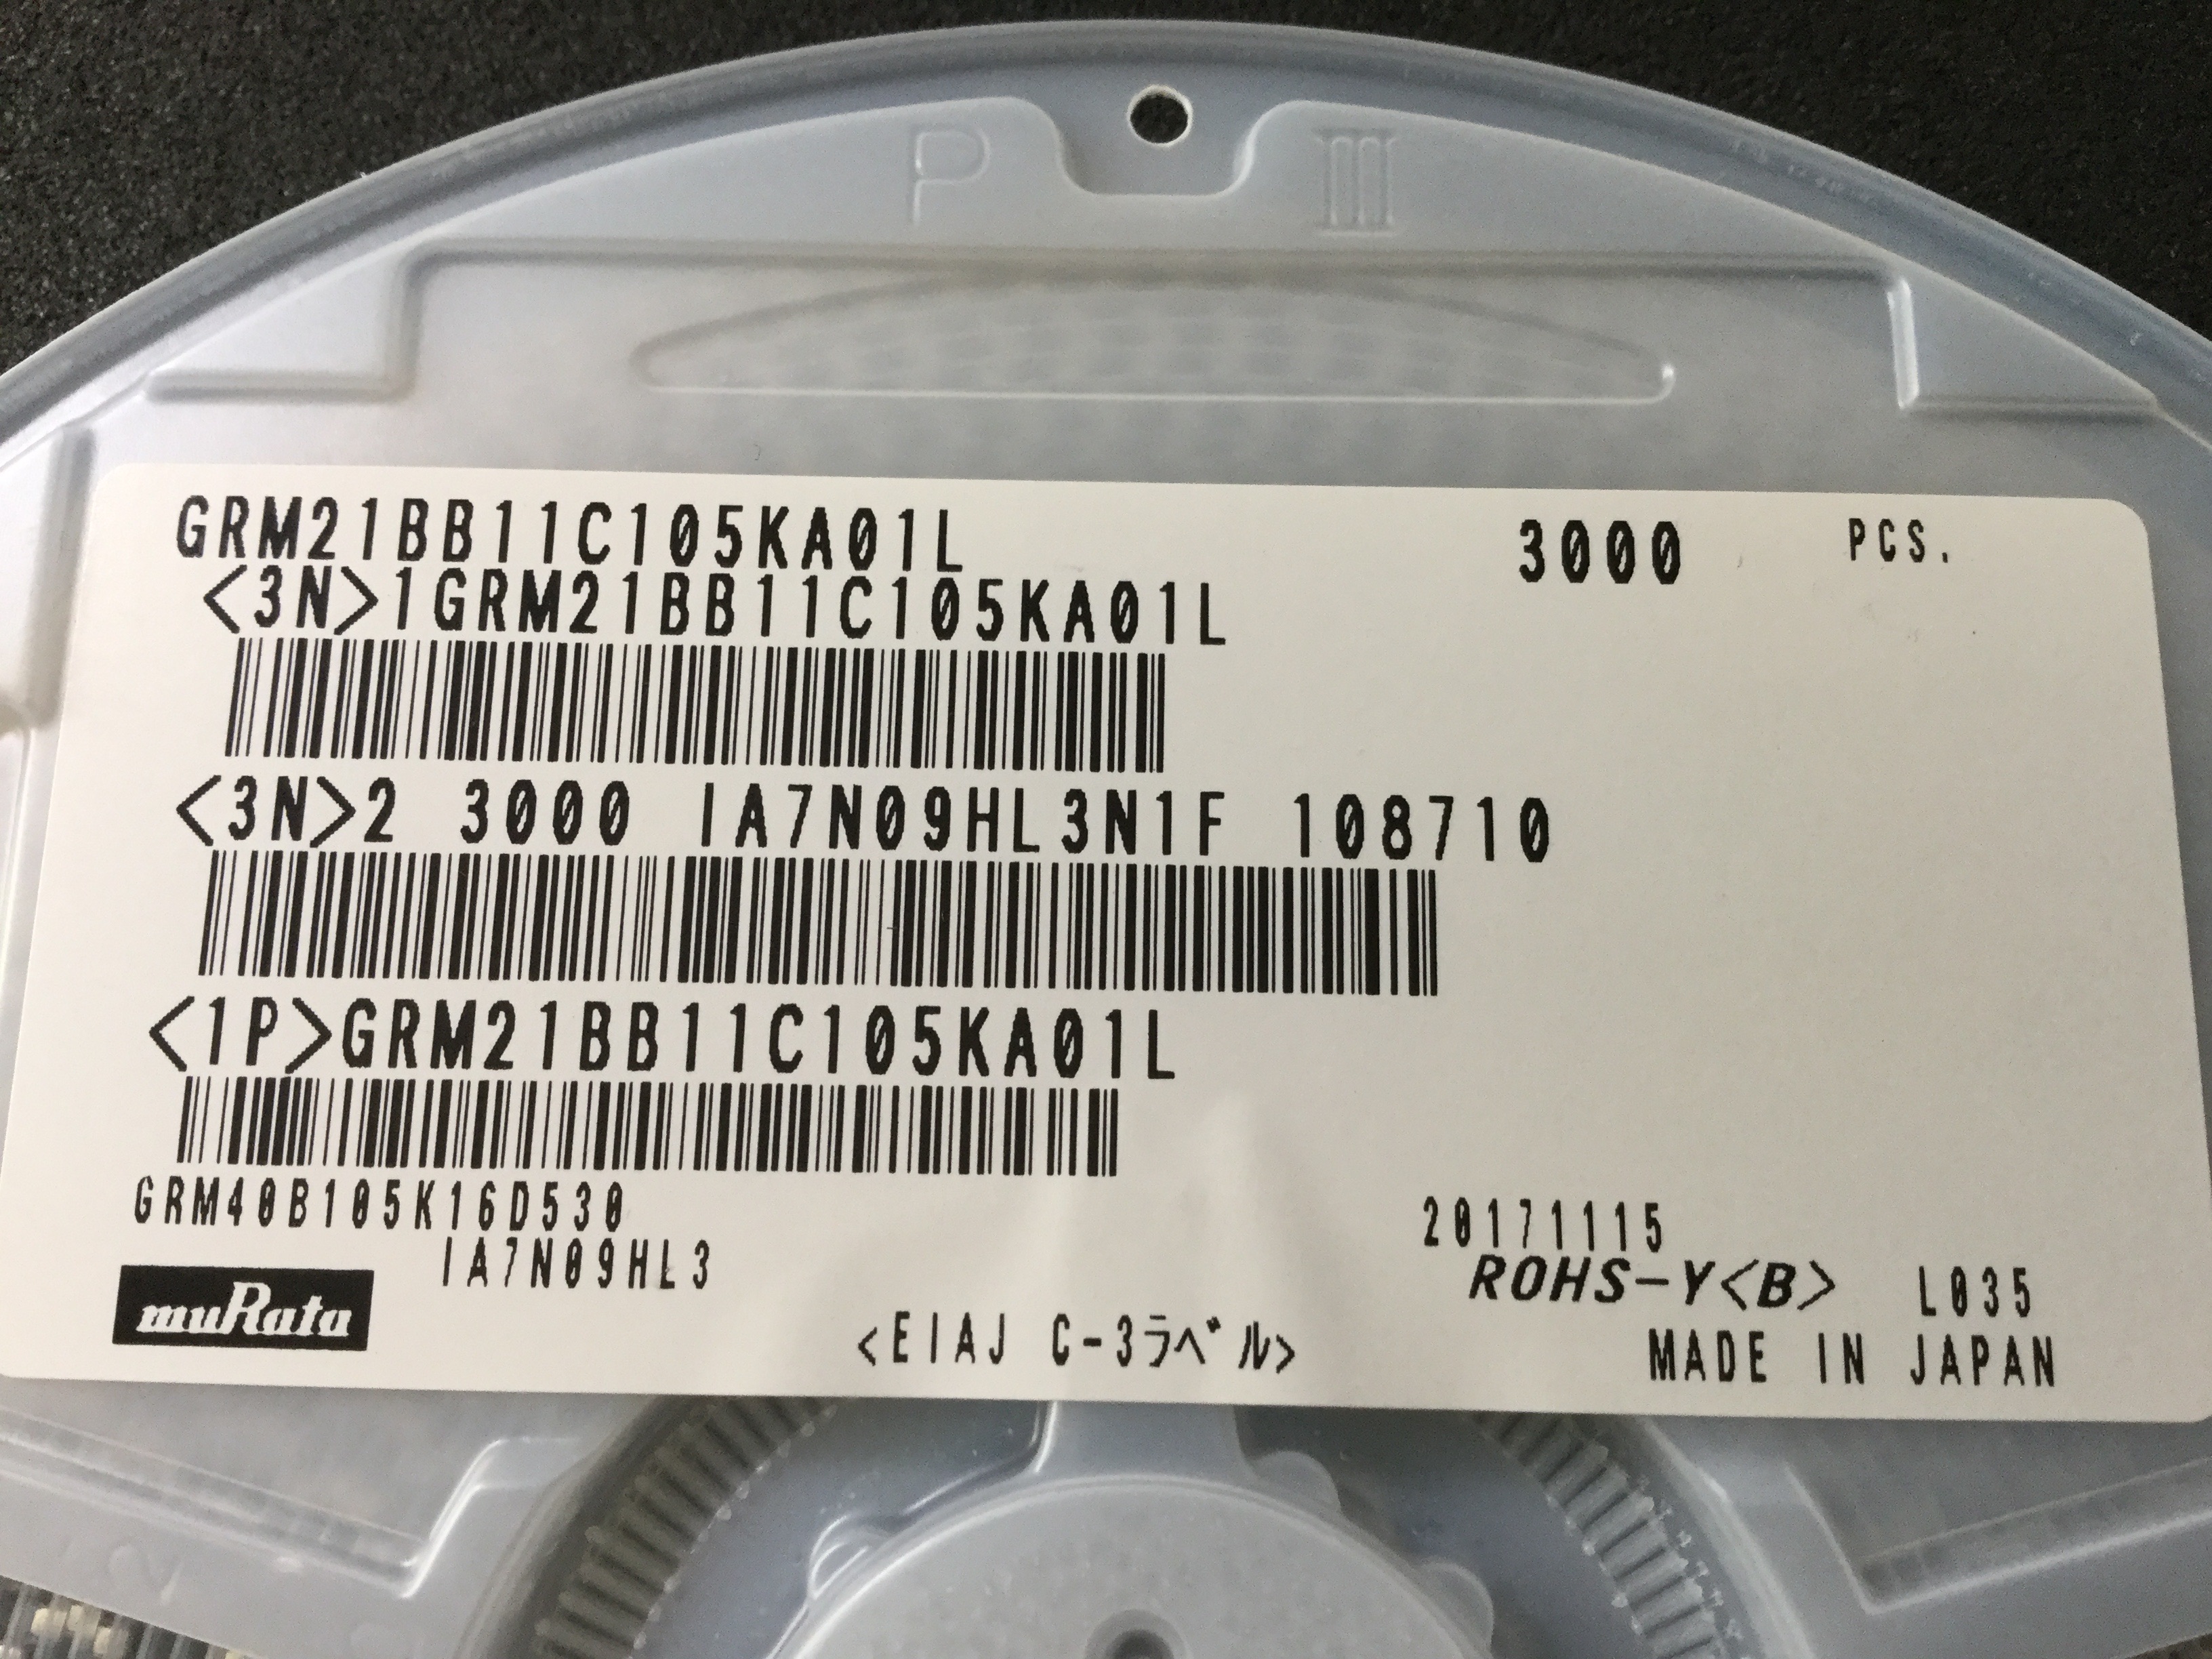 P III
GRM21BB11C105KA01L 3000 PCS.
<3N>1GRM21BB11C105KA01L
<3N>2 3000 IA7N09HL3N1F 108710
<1P>GRM21BB11C105KA01L
GRM40B105K16D530 20171115
IA7N09HL3 ROHS-Y<B> L035
muRata <EIAJ C-3ラベル> MADE IN JAPAN